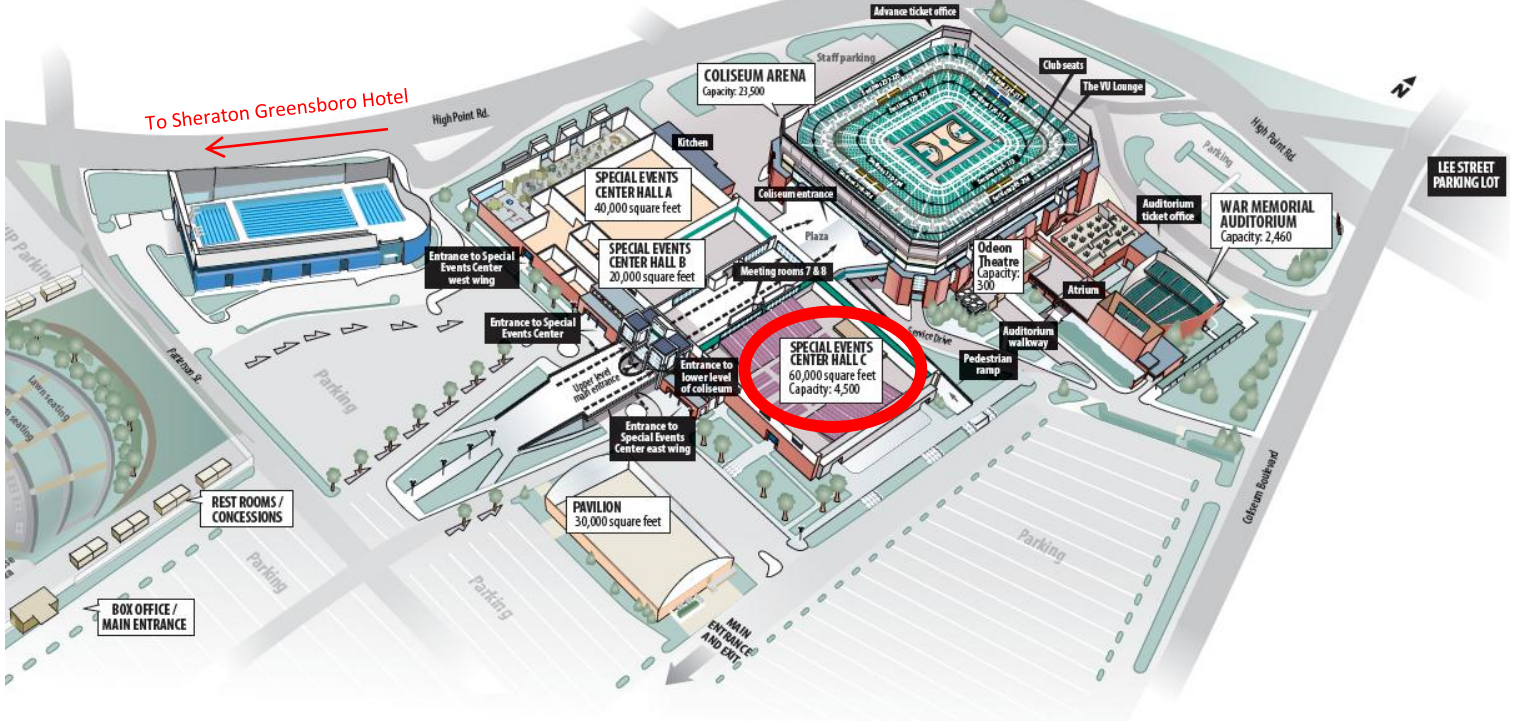 Advance ticket office
Staff parking
COLISEUM ARENA
Capacity: 23,500
Club seats
The VU Lounge
N
To Sheraton Greensboro Hotel
High Point Rd.
High Point Rd.
Parking
LEE STREET
PARKING LOT
Kitchen
SPECIAL EVENTS
CENTER HALL A
40,000 square feet
Coliseum entrance
Auditorium
ticket office
WAR MEMORIAL
AUDITORIUM
Capacity: 2,460
Plaza
VIP Parking
Entrance to Special
Events Center
west wing
SPECIAL EVENTS
CENTER HALL B
20,000 square feet
Meeting rooms 7 & 8
Odeon
Theatre
Capacity:
300
Atrium
Entrance to Special
Events Center
Service Drive
Auditorium
walkway
Pedestrian
ramp
Patterson St.
Parking
Upper level
main entrance
Entrance to
lower level
of coliseum
SPECIAL EVENTS
CENTER HALL C
60,000 square feet
Capacity: 4,500
Lawn seating
seating
Entrance to
Special Events
Center east wing
Coliseum Boulevard
REST ROOMS /
CONCESSIONS
PAVILION
30,000 square feet
Parking
Parking
Parking
BOX OFFICE /
MAIN ENTRANCE
MAIN
ENTRANCE
AND EXIT